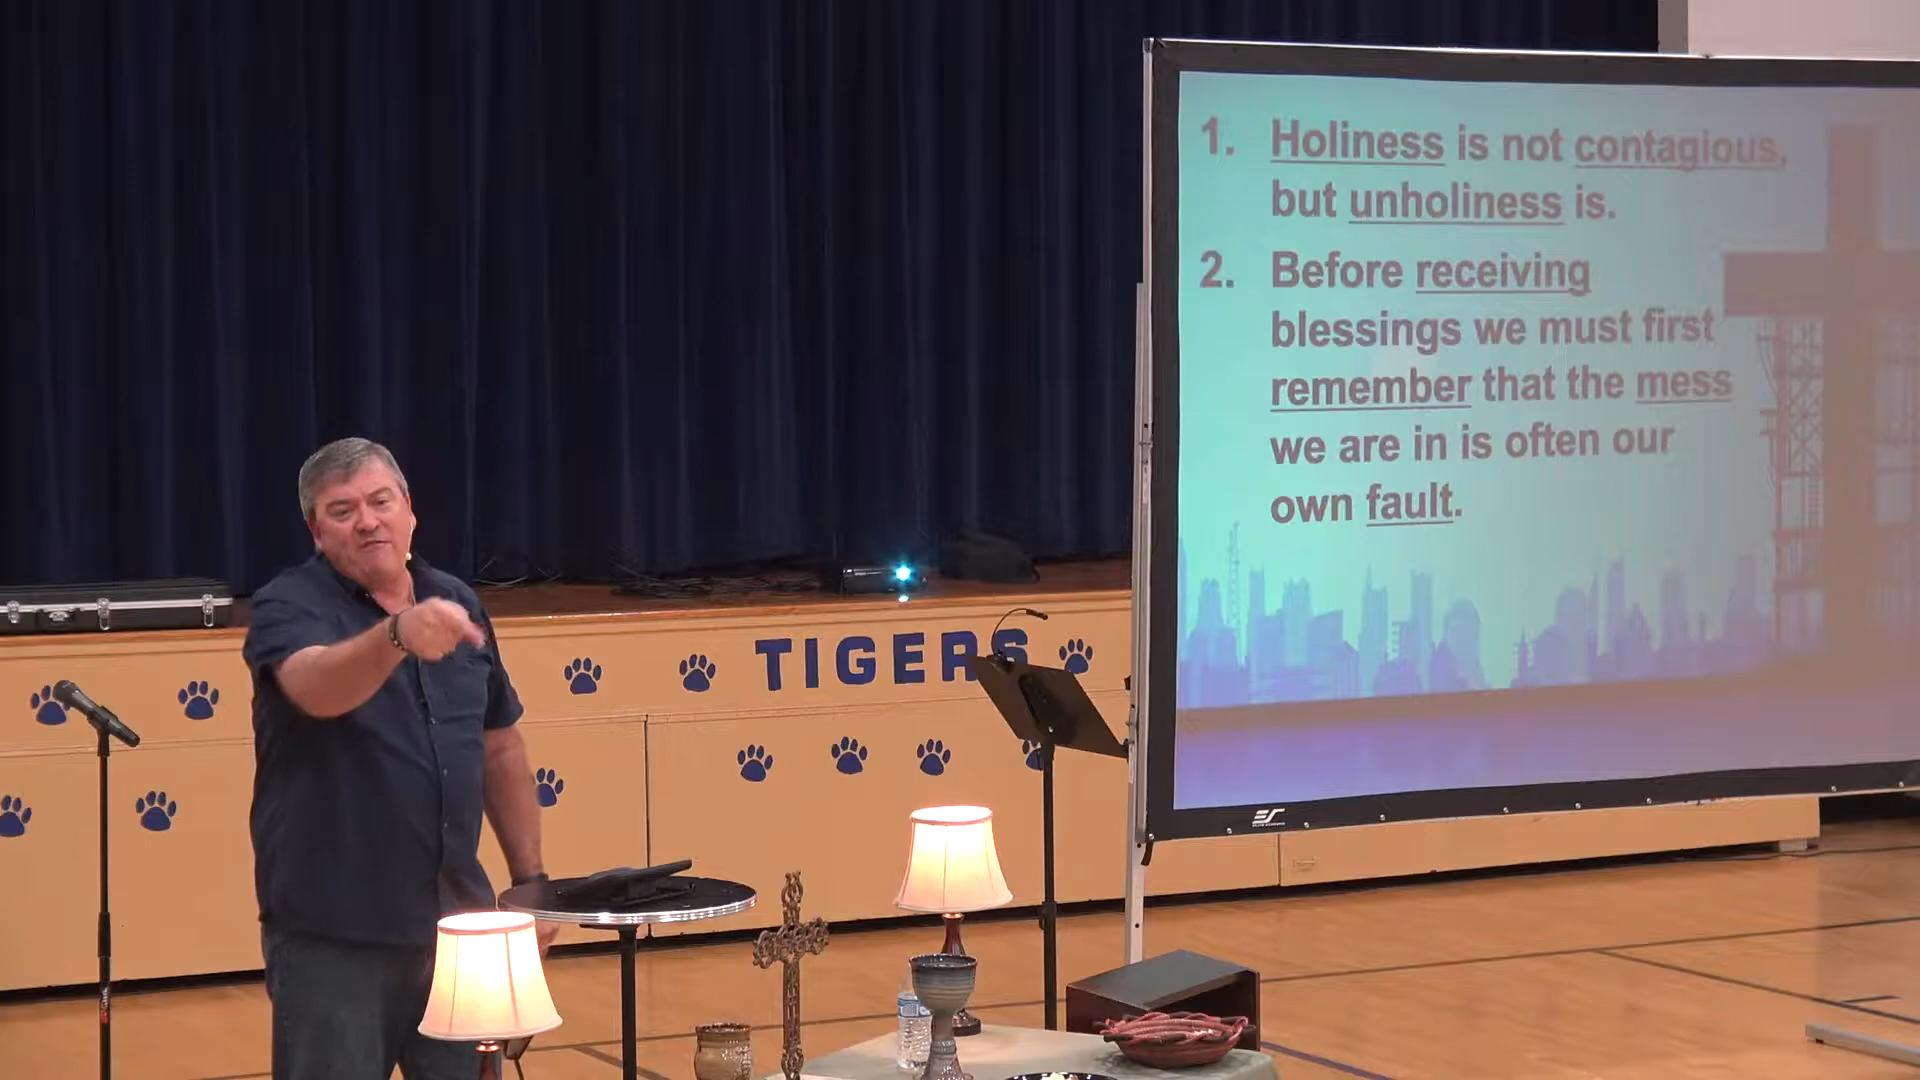 1. Holiness is not contagious,
but unholiness is.
2. Before receiving
blessings we must first
remember that the mess
we are in is often our
own fault.
TIGERS
ES